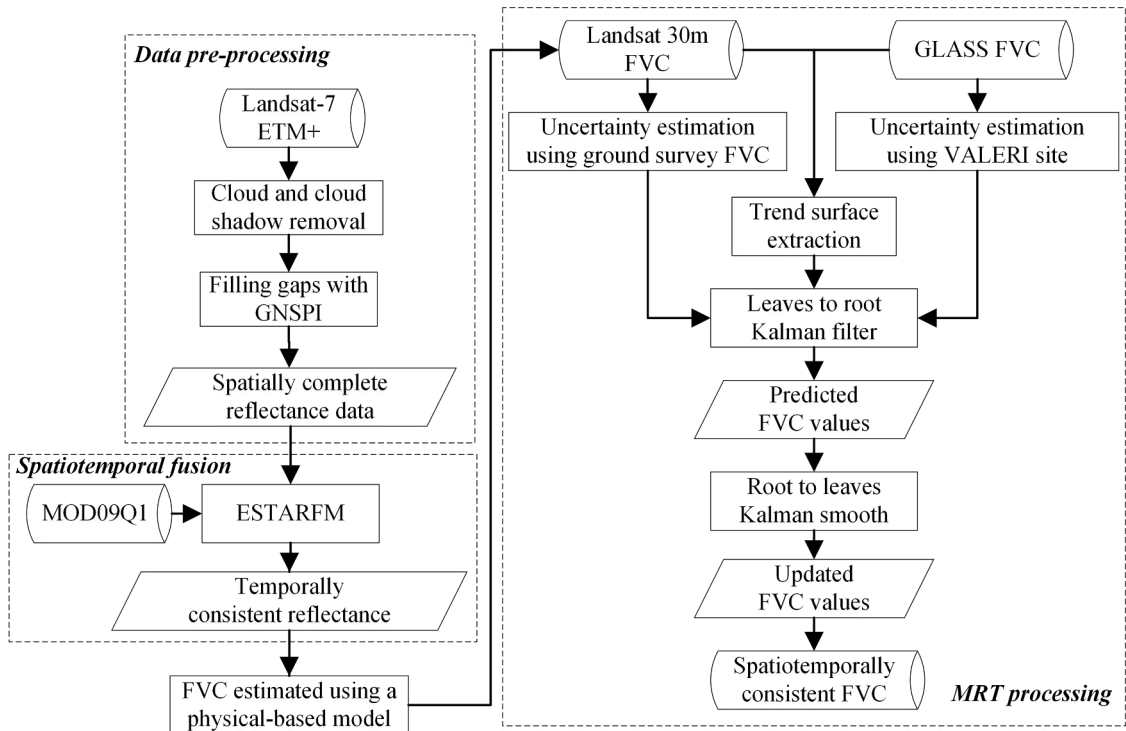 Data pre-processing
Landsat-7
ETM+
Cloud and cloud
shadow removal
Filling gaps with
GNSPI
Spatially complete
reflectance data
Spatiotemporal fusion
MOD09Q1
ESTARFM
Temporally
consistent reflectance
FVC estimated using a
physical-based model
Landsat 30m
FVC
GLASS FVC
Uncertainty estimation
using ground survey FVC
Uncertainty estimation
using VALERI site
Trend surface
extraction
Leaves to root
Kalman filter
Predicted
FVC values
Root to leaves
Kalman smooth
Updated
FVC values
Spatiotemporally
consistent FVC
MRT processing